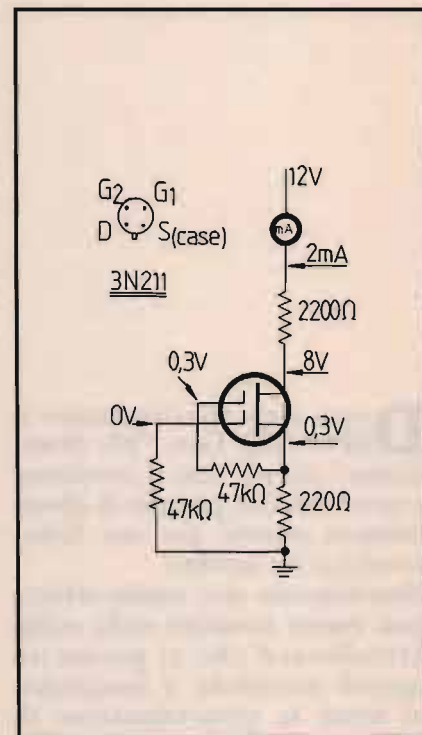 12V
G2 G1
mA
D S(case)
2mA
3N211
2200Ω
0,3V
8V
0V
0,3V
47kΩ
47kΩ
220Ω